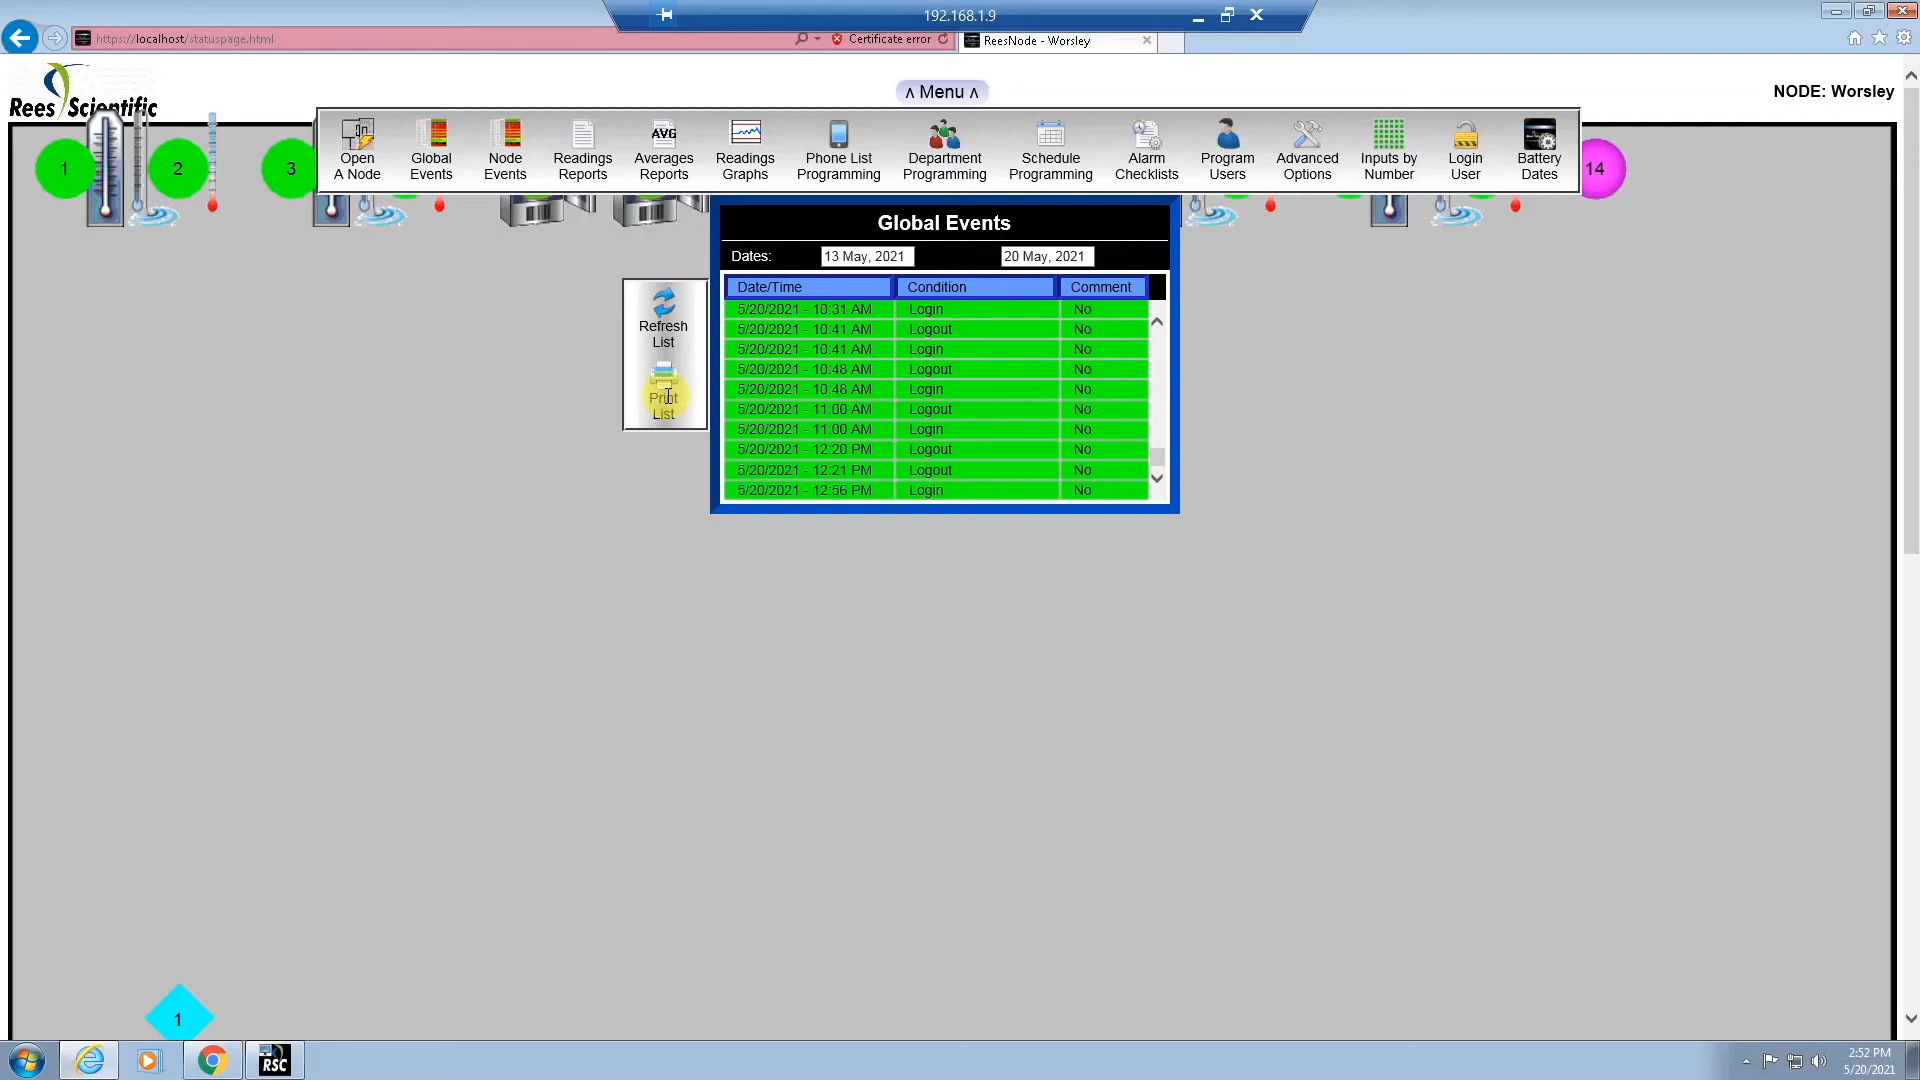 192.168.1.9
https://localhost/statuspage.html
Certificate error
ReesNode - Worsley
Rees Scientific
∧ Menu ∧
NODE: Worsley
1
2
3
14
Open
A Node
Global
Events
Node
Events
Readings
Reports
AVG
Averages
Reports
Readings
Graphs
Phone List
Programming
Department
Programming
Schedule
Programming
Alarm
Checklists
Program
Users
Advanced
Options
Inputs by
Number
Login
User
Battery
Dates
Global Events
Dates: 13 May, 2021 20 May, 2021
Refresh
List
Print
List
Date/Time Condition Comment
5/20/2021 - 10:31 AM Login No
5/20/2021 - 10:41 AM Logout No
5/20/2021 - 10:41 AM Login No
5/20/2021 - 10:48 AM Logout No
5/20/2021 - 10:48 AM Login No
5/20/2021 - 11:00 AM Logout No
5/20/2021 - 11:00 AM Login No
5/20/2021 - 12:20 PM Logout No
5/20/2021 - 12:21 PM Logout No
5/20/2021 - 12:56 PM Login No
1
RSC
2:52 PM
5/20/2021